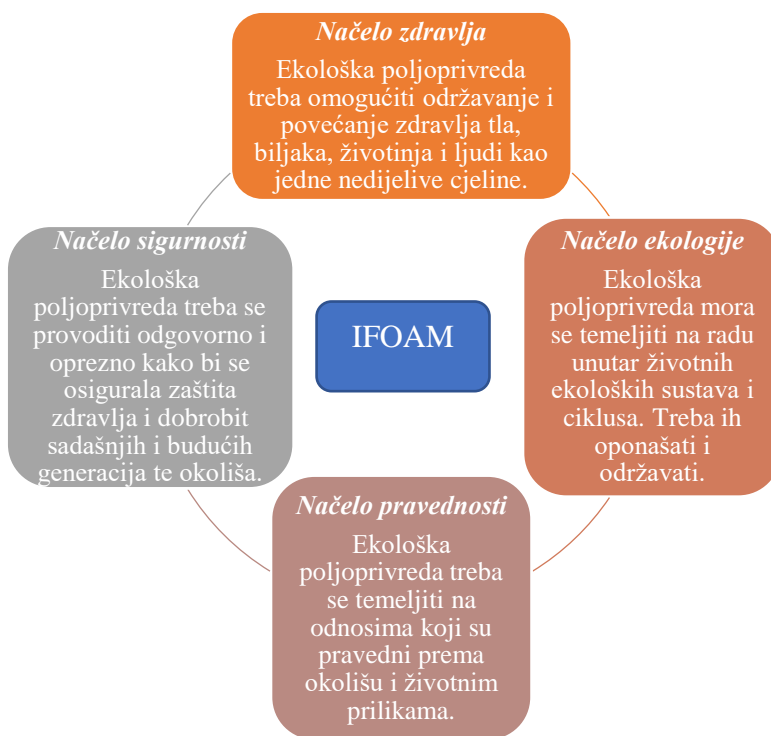 Načelo zdravlja
Ekološka poljoprivreda
treba omogućiti održavanje i
povećanje zdravlja tla,
biljaka, životinja i ljudi kao
jedne nedijelive cjeline.
Načelo ekologije
Ekološka
poljoprivreda mora
se temeljiti na radu
unutar životnih
ekoloških sustava i
ciklusa. Treba ih
oponašati i
održavati.
Načelo pravednosti
Ekološka
poljoprivreda treba
se temeljiti na
odnosima koji su
pravedni prema
okolišu i životnim
prilikama.
Načelo sigurnosti
Ekološka
poljoprivreda treba se
provoditi odgovorno i
oprezno kako bi se
osigurala zaštita
zdravlja i dobrobit
sadašnjih i budućih
generacija te okoliša.
IFOAM